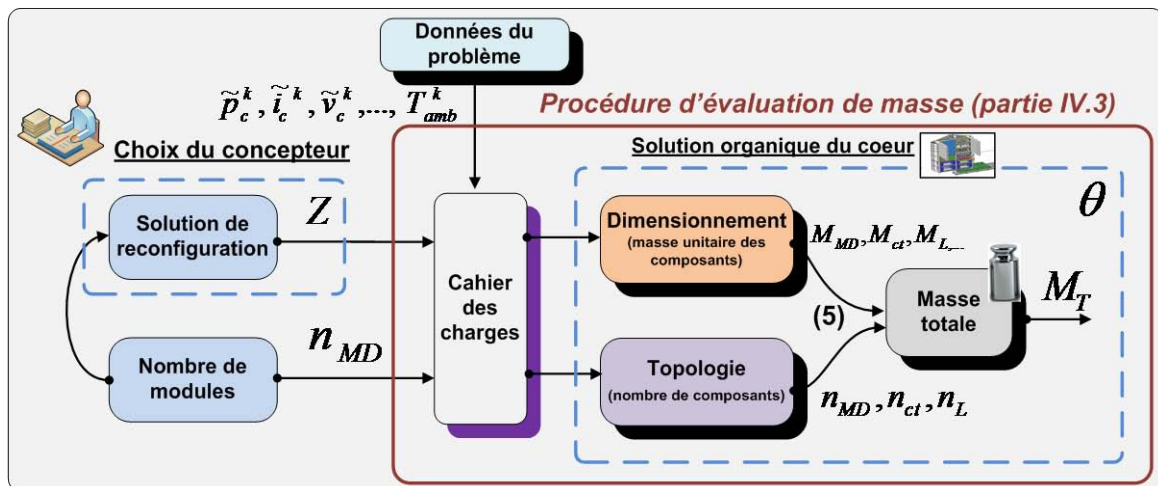 Données du
problème
p̃_c^k, ĩ_c^k, ṽ_c^k,..., T_amb^k
Procédure d'évaluation de masse (partie IV.3)
Choix du concepteur
Solution organique du coeur
Solution de
reconfiguration
Z
θ
Dimensionnement
(masse unitaire des
composants)
M_MD, M_ct, M_L,...
Cahier
des
charges
(5)
Masse
totale
M_T
Nombre de
modules
n_MD
Topologie
(nombre de composants)
n_MD, n_ct, n_L